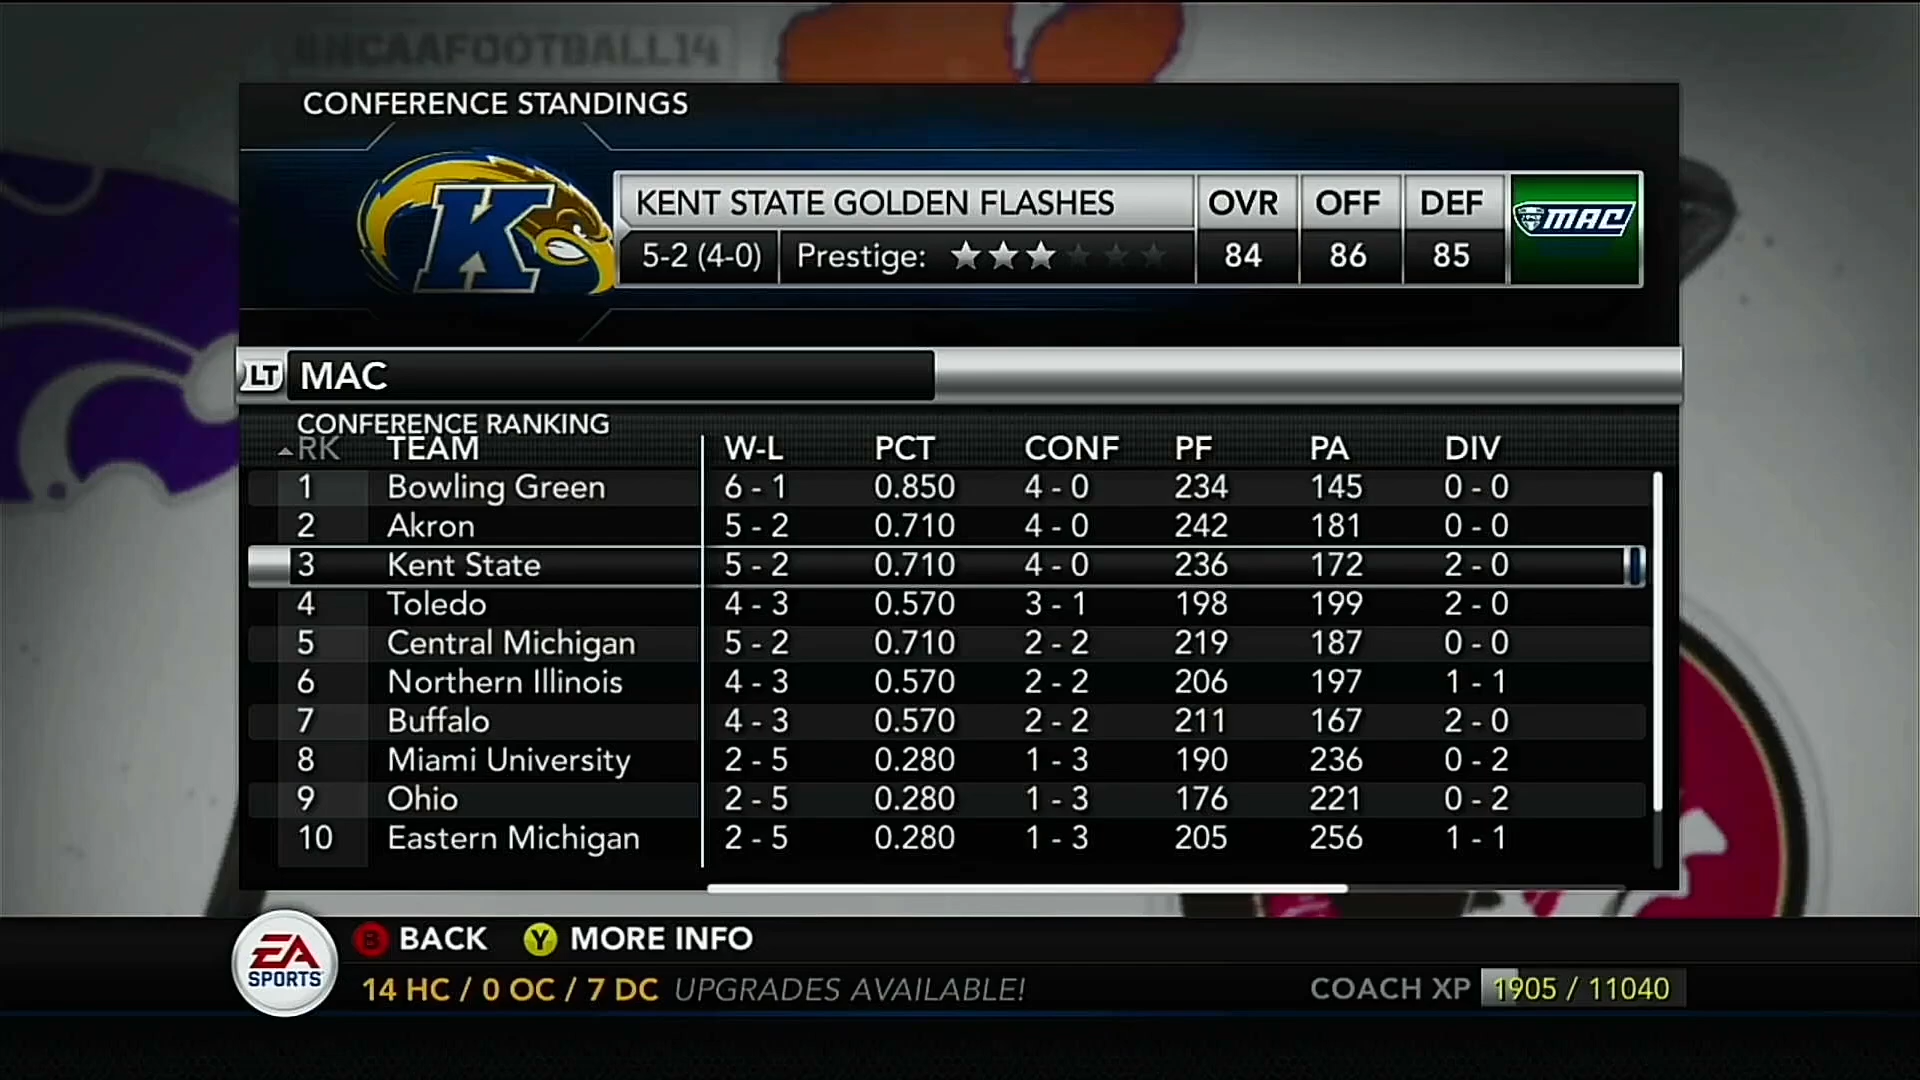 #NCAAFOOTBALL14
CONFERENCE STANDINGS
K
KENT STATE GOLDEN FLASHES OVR OFF DEF MAC
5-2 (4-0) Prestige: 84 86 85
LT MAC
CONFERENCE RANKING
RK TEAM W-L PCT CONF PF PA DIV
1 Bowling Green 6 - 1 0.850 4 - 0 234 145 0 - 0
2 Akron 5 - 2 0.710 4 - 0 242 181 0 - 0
3 Kent State 5 - 2 0.710 4 - 0 236 172 2 - 0
4 Toledo 4 - 3 0.570 3 - 1 198 199 2 - 0
5 Central Michigan 5 - 2 0.710 2 - 2 219 187 0 - 0
6 Northern Illinois 4 - 3 0.570 2 - 2 206 197 1 - 1
7 Buffalo 4 - 3 0.570 2 - 2 211 167 2 - 0
8 Miami University 2 - 5 0.280 1 - 3 190 236 0 - 2
9 Ohio 2 - 5 0.280 1 - 3 176 221 0 - 2
10 Eastern Michigan 2 - 5 0.280 1 - 3 205 256 1 - 1
EA SPORTS
B BACK Y MORE INFO
14 HC / 0 OC / 7 DC UPGRADES AVAILABLE! COACH XP 1905 / 11040